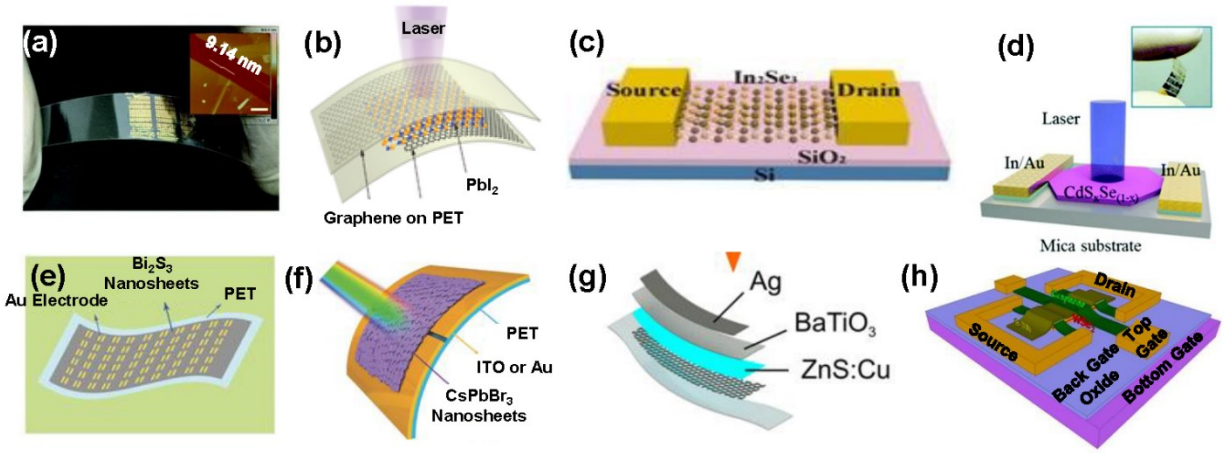 (a)
9.14 nm
(b)
Laser
PbI₂
Graphene on PET
(c)
In₂Se₃
Source
Drain
SiO₂
Si
(d)
Laser
In/Au
In/Au
CdSₓSe₍₁₋ₓ₎
Mica substrate
(e)
Bi₂S₃
Nanosheets
Au Electrode
PET
(f)
PET
ITO or Au
CsPbBr₃
Nanosheets
(g)
Ag
BaTiO₃
ZnS:Cu
(h)
Drain
Source
Top
Gate
Back Gate
Oxide
Bottom Gate